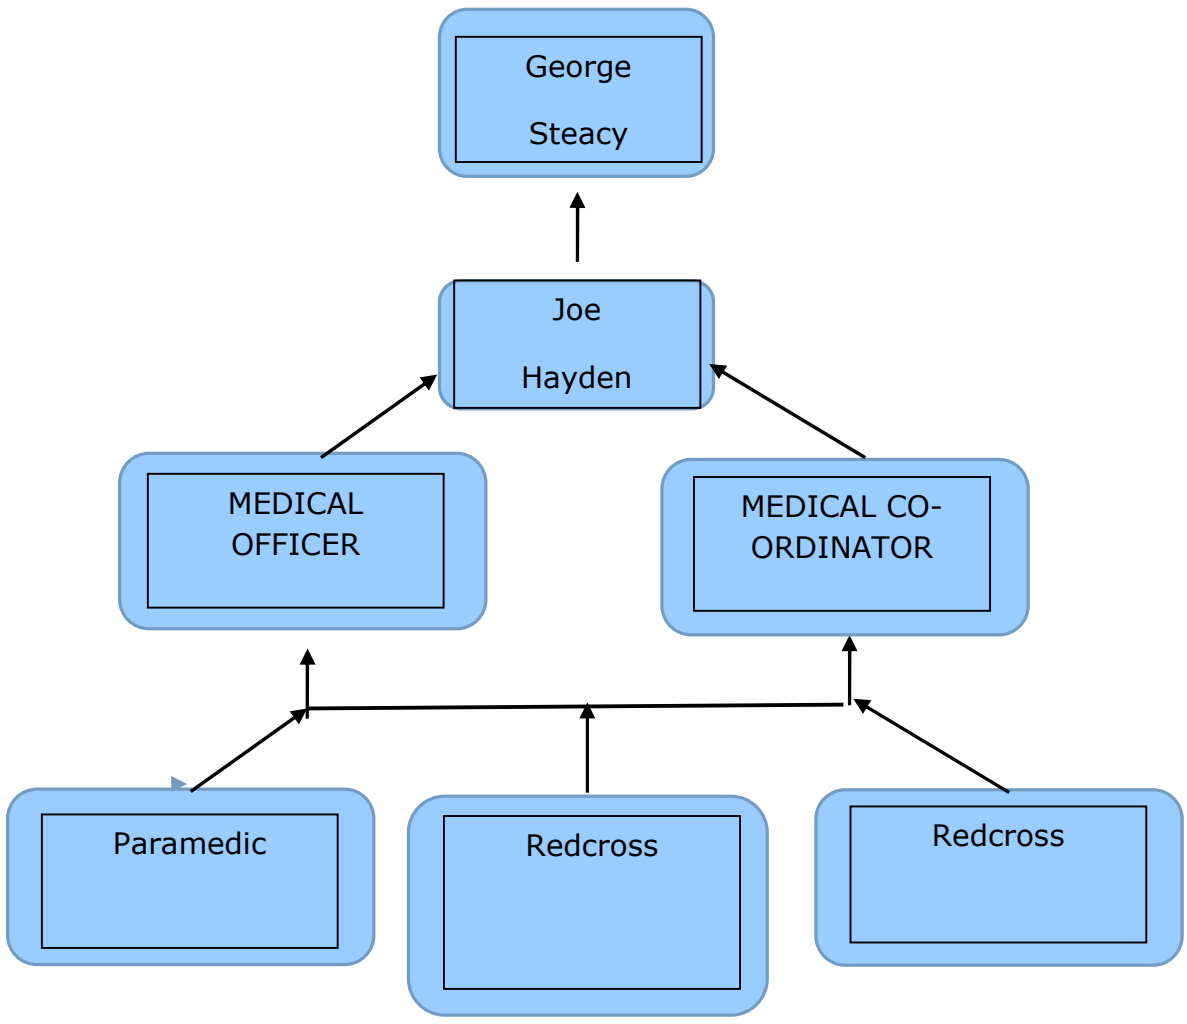 George
Steacy
Joe
Hayden
MEDICAL
OFFICER
MEDICAL CO-
ORDINATOR
Paramedic
Redcross
Redcross